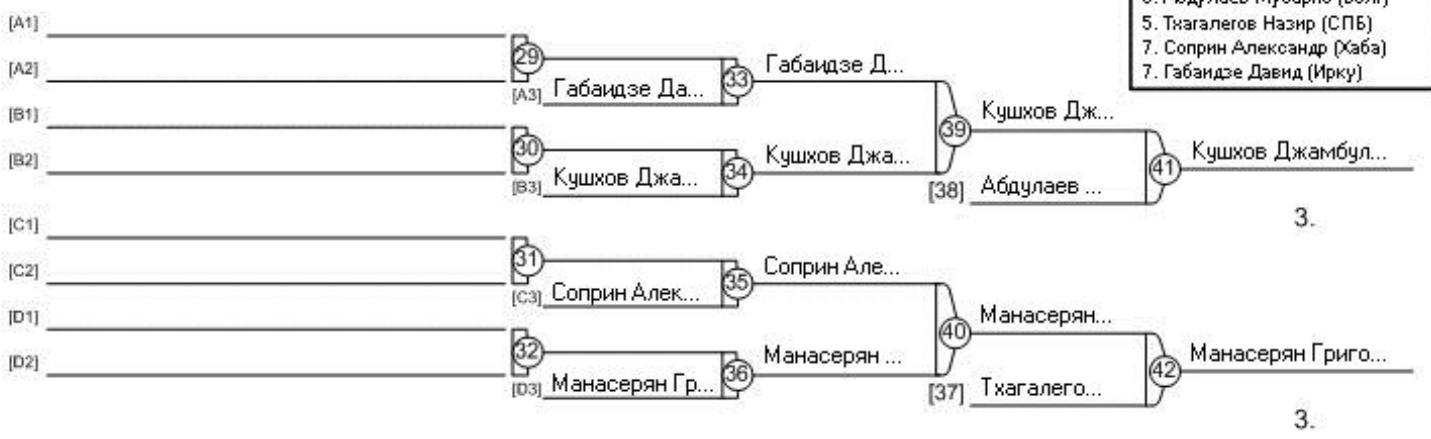 5. Тхагалегов Назир (СПБ)
7. Соприн Александр (Хаба)
7. Габаидзе Давид (Ирку)
[A1]
[A2]
29
[A3] Габаидзе Да...
33
Габаидзе Д...
[B1]
[B2]
30
[B3] Кушхов Джа...
34
Кушхов Джа...
39
Кушхов Дж...
[38] Абдулаев ...
41
Кушхов Джамбул...
3.
[C1]
[C2]
31
[C3] Соприн Алек...
35
Соприн Але...
[D1]
[D2]
32
[D3] Манасерян Гр...
36
Манасерян ...
40
Манасерян...
[37] Тхагалего...
42
Манасерян Григо...
3.